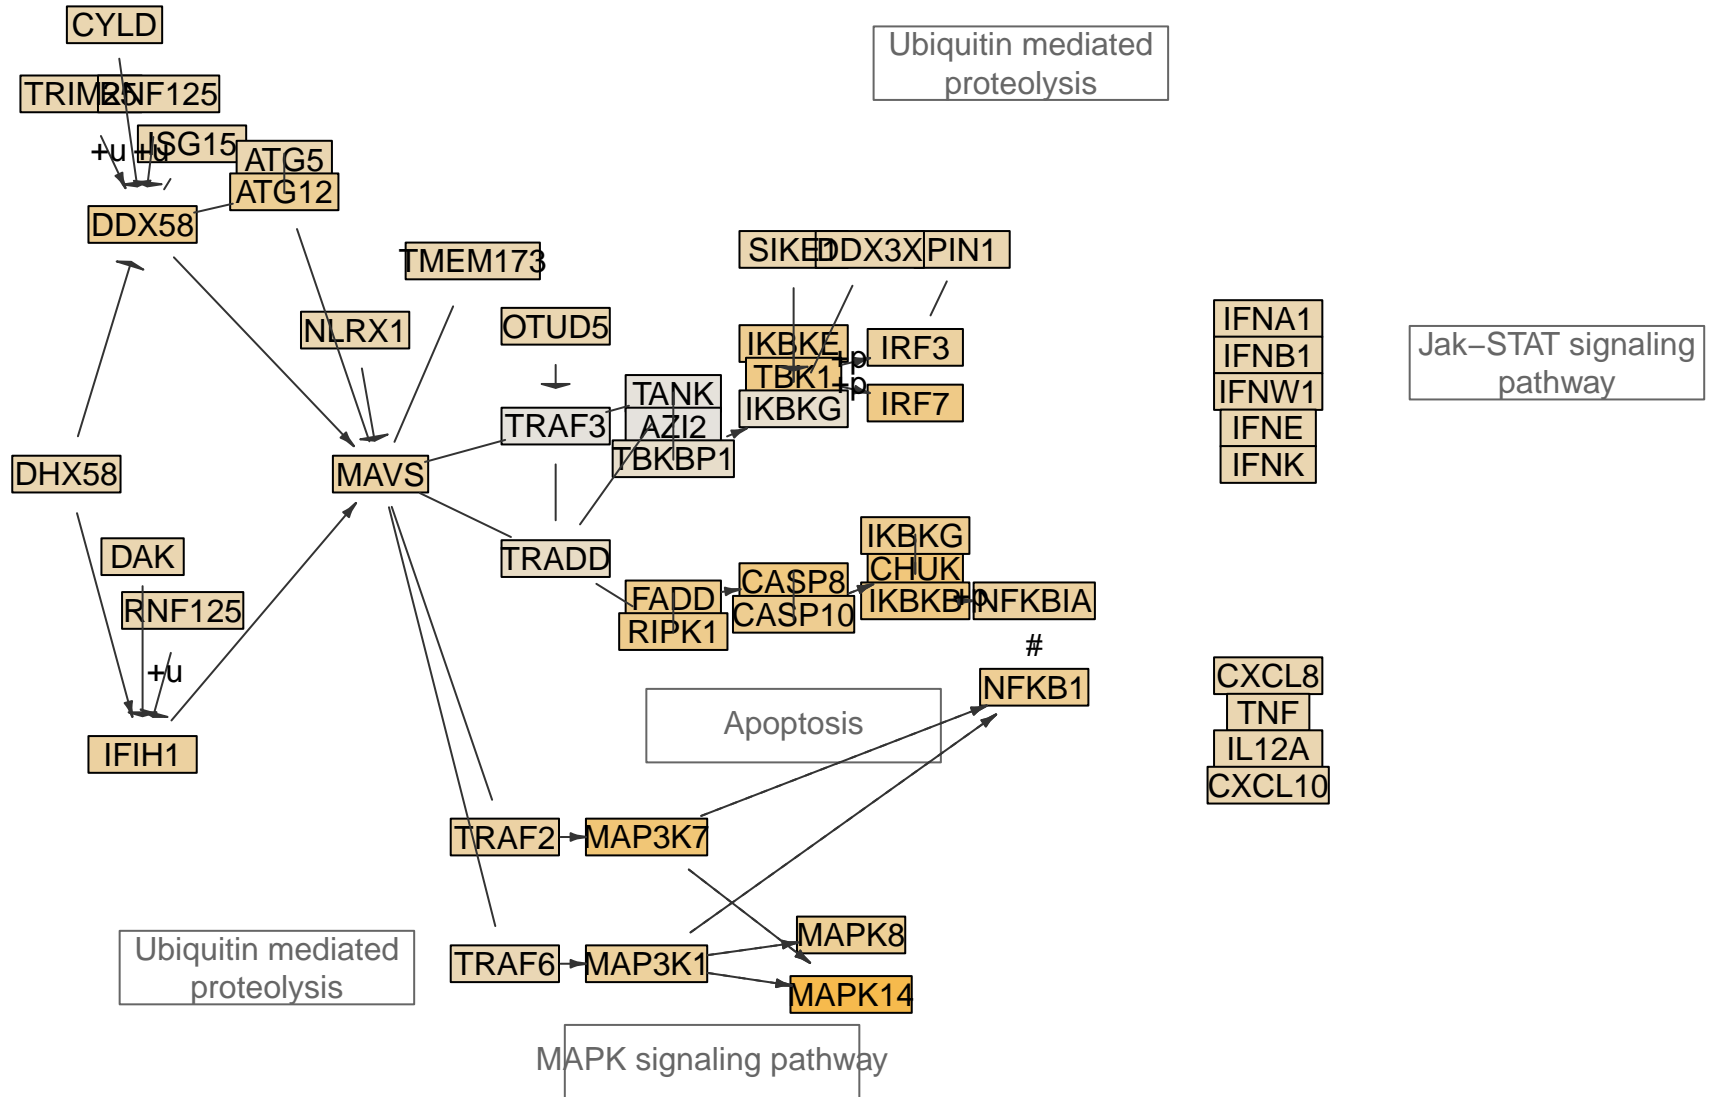 CYLD
Ubiquitin mediated
proteolysis
TRIM25
RNF125
ISG15
+u
+u
ATG5
ATG12
DDX58
TMEM173
SIKE1
DDX3X
PIN1
NLRX1
OTUD5
IKBKE
+p
IRF3
TBK1
+p
IKBKG
IRF7
IFNA1
IFNB1
IFNW1
IFNE
IFNK
Jak−STAT signaling
pathway
TANK
TRAF3
AZI2
TBKBP1
DHX58
MAVS
DAK
TRADD
RNF125
+u
IFIH1
FADD
RIPK1
CASP8
CASP10
IKBKG
CHUK
IKBKB
+p
NFKBIA
#
NFKB1
Apoptosis
CXCL8
TNF
IL12A
CXCL10
TRAF2
MAP3K7
TRAF6
MAP3K1
MAPK8
MAPK14
Ubiquitin mediated
proteolysis
MAPK signaling pathway